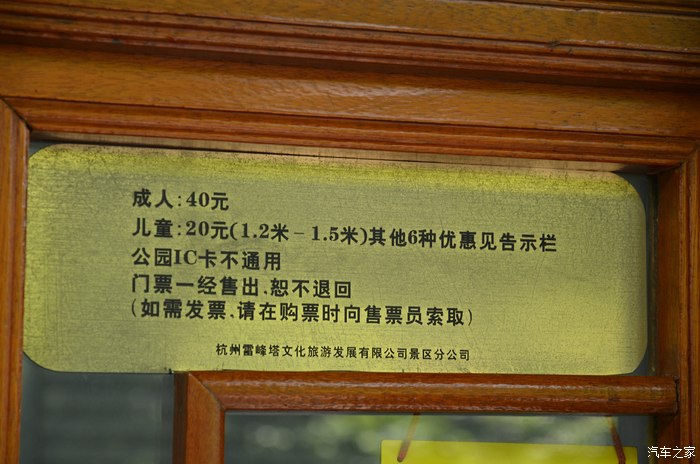 成人:40元
儿童:20元(1.2米-1.5米)其他6种优惠见告示栏
公园IC卡不通用
门票一经售出,恕不退回
(如需发票,请在购票时向售票员索取)
杭州雷峰塔文化旅游发展有限公司景区分公司
汽车之家